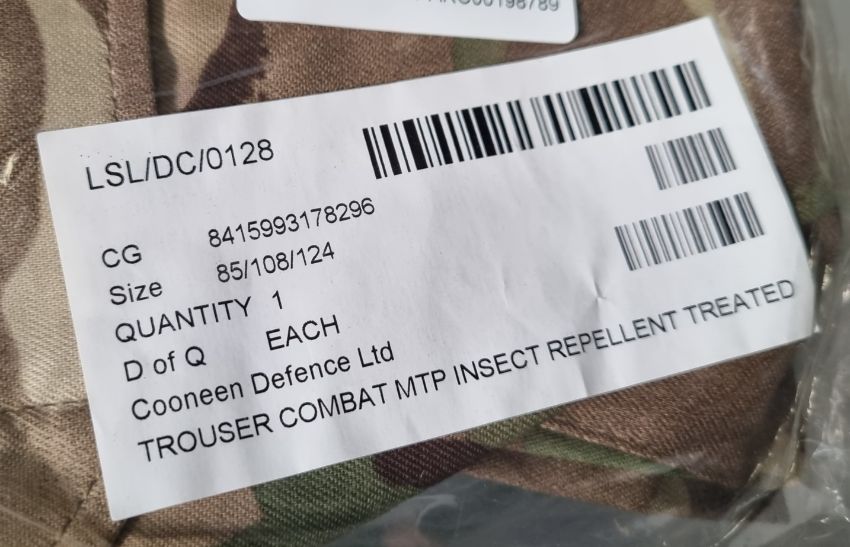 LSL/DC/0128
CG 8415993178296
Size 85/108/124
QUANTITY 1
D of Q EACH
Cooneen Defence Ltd
TROUSER COMBAT MTP INSECT REPELLENT TREATED